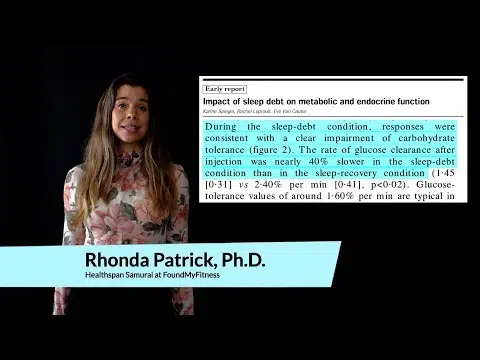 Early report
Impact of sleep debt on metabolic and endocrine function
Karine Spiegel, Rachel Leproult, Eve Van Cauter
During the sleep-debt condition, responses were
consistent with a clear impairment of carbohydrate
tolerance (figure 2). The rate of glucose clearance after
injection was nearly 40% slower in the sleep-debt
condition than in the sleep-recovery condition (1·45
[0·31] vs 2·40% per min [0·41], p<0·02). Glucose-
tolerance values of around 1·60% per min are typical in
Rhonda Patrick, Ph.D.
Healthspan Samurai at FoundMyFitness